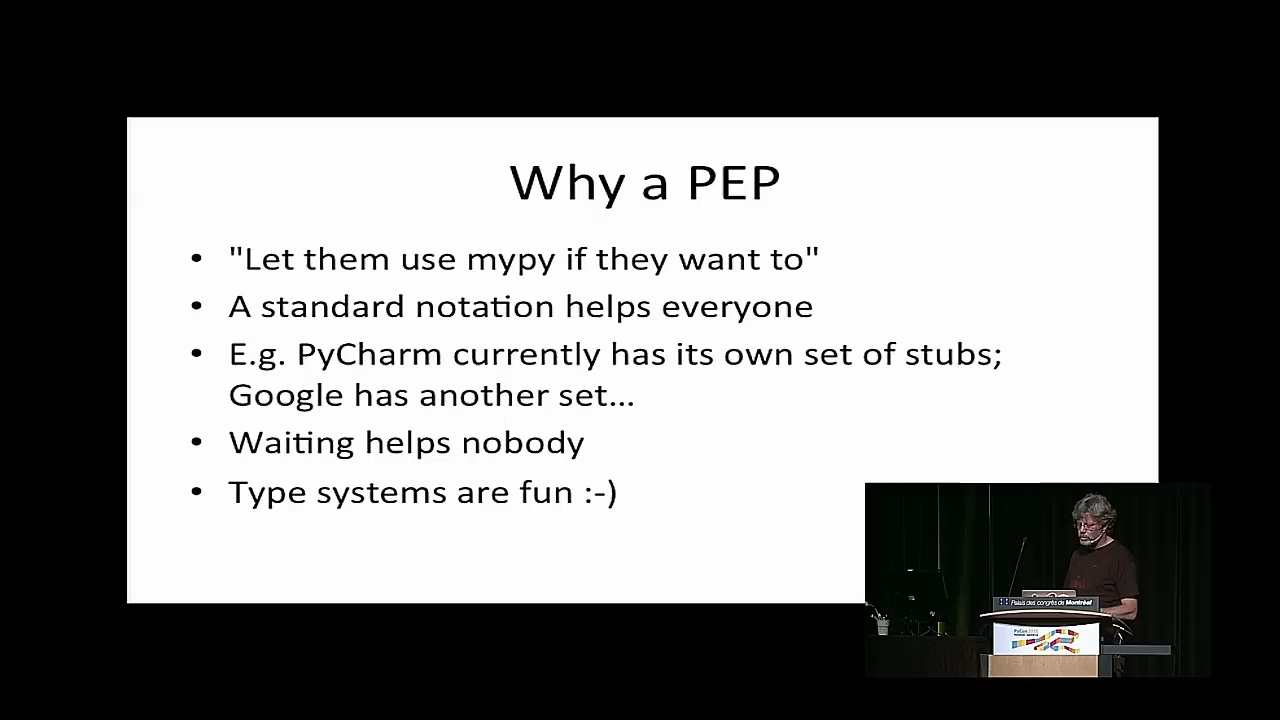 Why a PEP
• "Let them use mypy if they want to"
• A standard notation helps everyone
• E.g. PyCharm currently has its own set of stubs;
Google has another set...
• Waiting helps nobody
• Type systems are fun :-)
Palais des congrès de Montréal
PyCon 2015